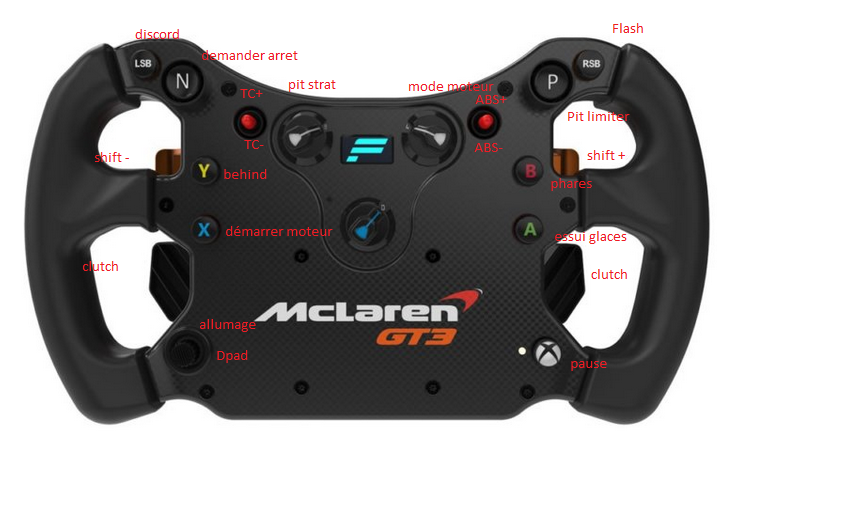 discord
Flash
LSB
demander arret
RSB
N
P
TC+
pit strat
mode moteur
ABS+
Pit limiter
TC-
ABS-
shift -
shift +
Y
behind
B
phares
X
démarrer moteur
A
essui glaces
clutch
clutch
McLaren
GT3
allumage
Dpad
pause